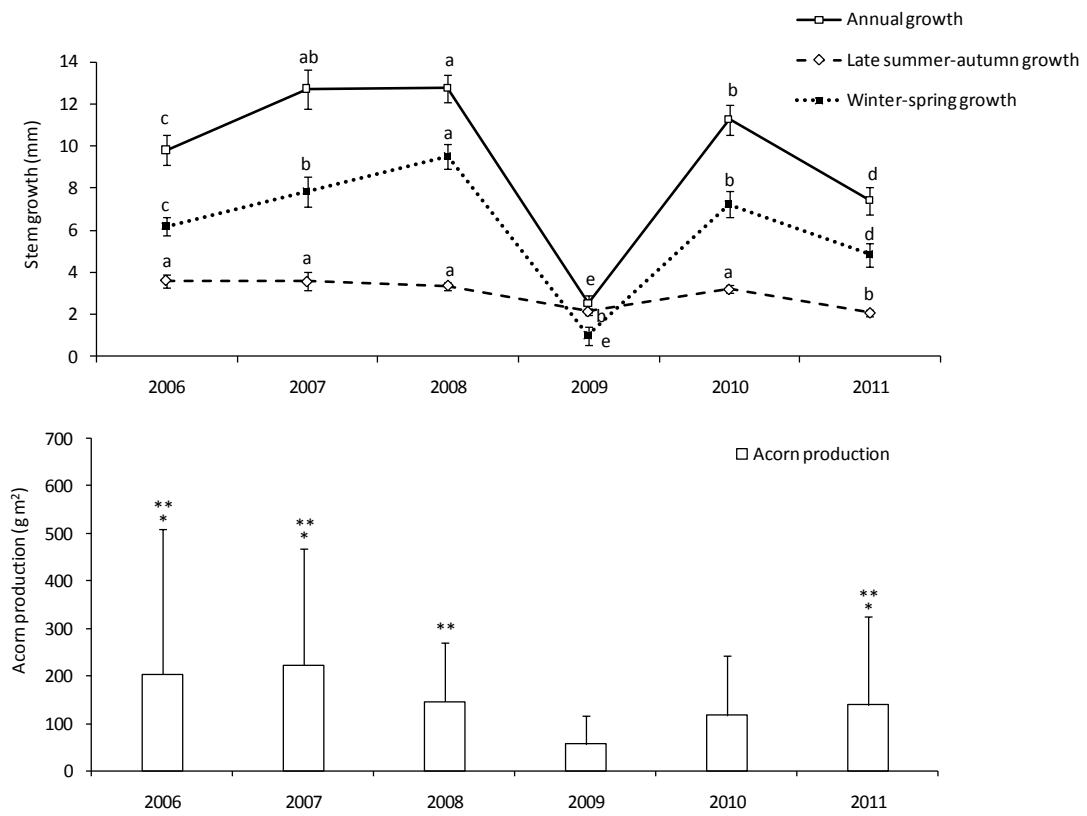 Annual growth
Late summer-autumn growth
Winter-spring growth
Stem growth (mm)
14
12
10
8
6
4
2
0
c
ab
a
b
d
c
b
a
b
d
a
a
a
e
a
b
b
e
2006 2007 2008 2009 2010 2011
Acorn production
Acorn production (g m²)
700
600
500
400
300
200
100
0
** ** ** **
* * *
2006 2007 2008 2009 2010 2011